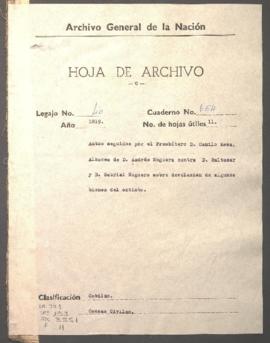 Archivo General de la Nación
HOJA DE ARCHIVO
Legajo No. 40
Cuaderno No.
Año 1819.
No. de hojas útiles 11.
Autos seguidos por el Presbítero D. Camilo
Albacea de D. Andrés Noguera contra D. Baltazar
y D. Gabriel Noguera sobre devolución de algunos
bienes del extinto.
Clasificación Cabildo.
Causas Civiles.